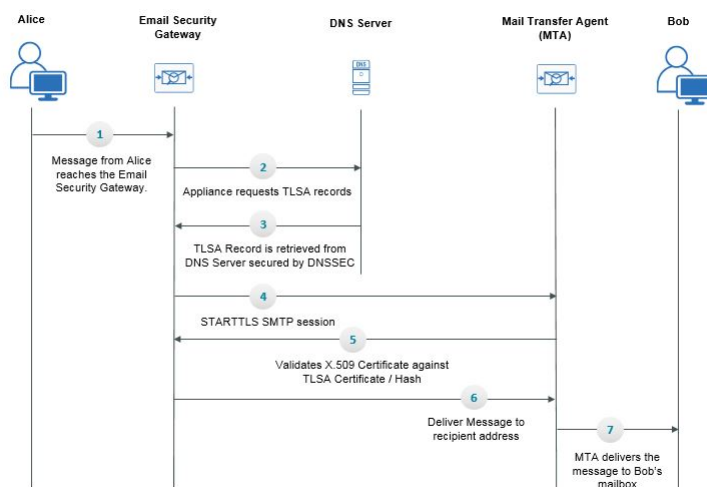 Alice
Email Security
Gateway
DNS Server
Mail Transfer Agent
(MTA)
Bob
DNS
1
Message from Alice
reaches the Email
Security Gateway.
2
Appliance requests TLSA records
3
TLSA Record is retrieved from
DNS Server secured by DNSSEC
4
STARTTLS SMTP session
5
Validates X.509 Certificate against
TLSA Certificate / Hash
6
Deliver Message to
recipient address
7
MTA delivers the
message to Bob's
mailbox